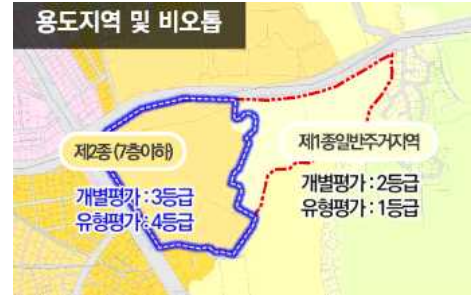 용도지역 및 비오톱
제2종(7층이하)
개별평가:3등급
유형평가:4등급
제1종일반주거지역
개별평가:2등급
유형평가:1등급